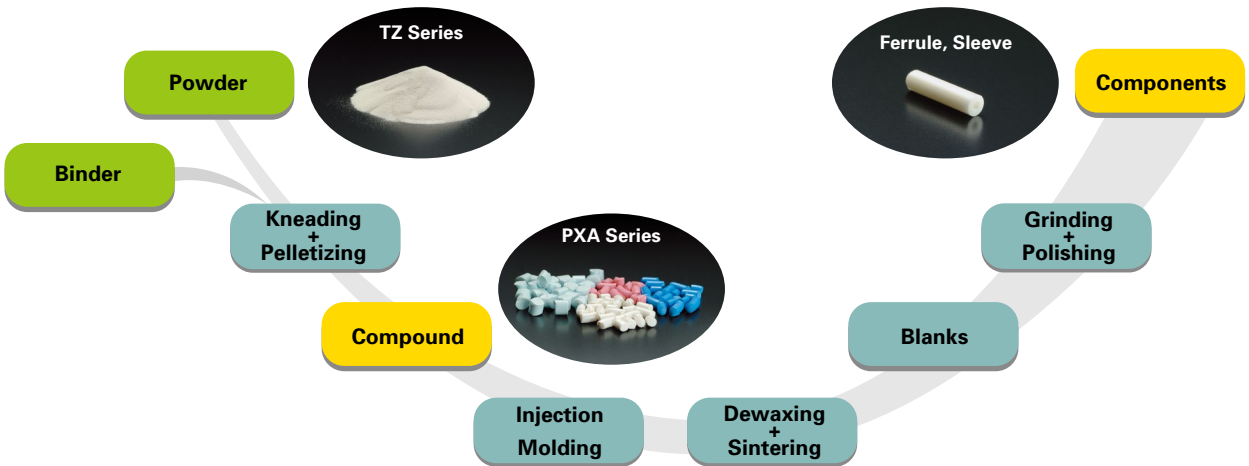 TZ Series
Powder
Binder
Kneading
+
Pelletizing
PXA Series
Compound
Injection
Molding
Dewaxing
+
Sintering
Blanks
Grinding
+
Polishing
Ferrule, Sleeve
Components